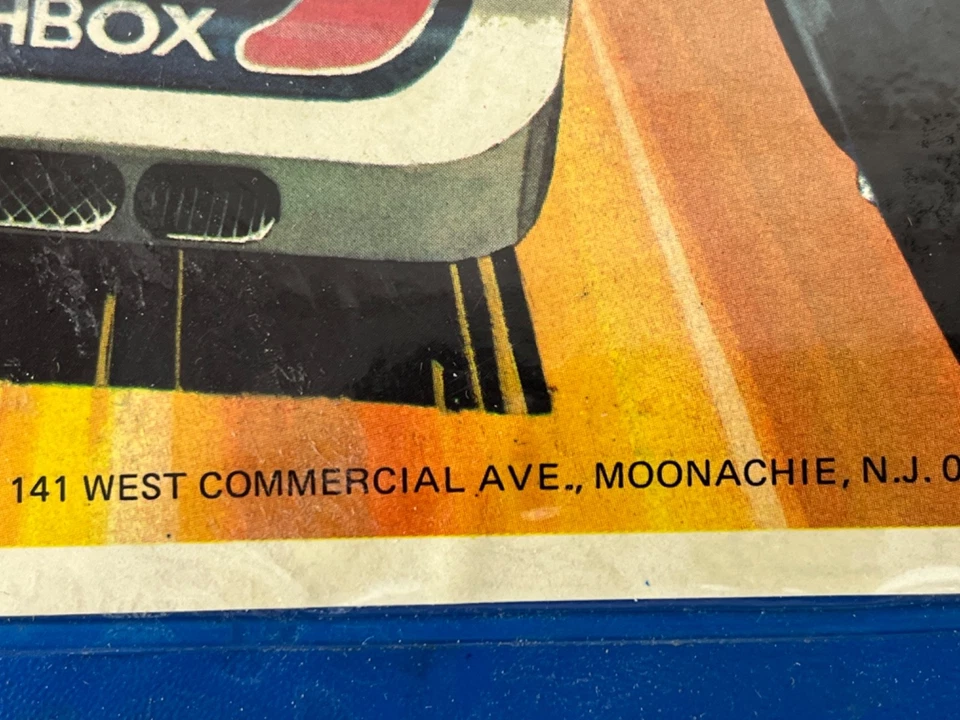 HBOX
141 WEST COMMERCIAL AVE., MOONACHIE, N.J. 0